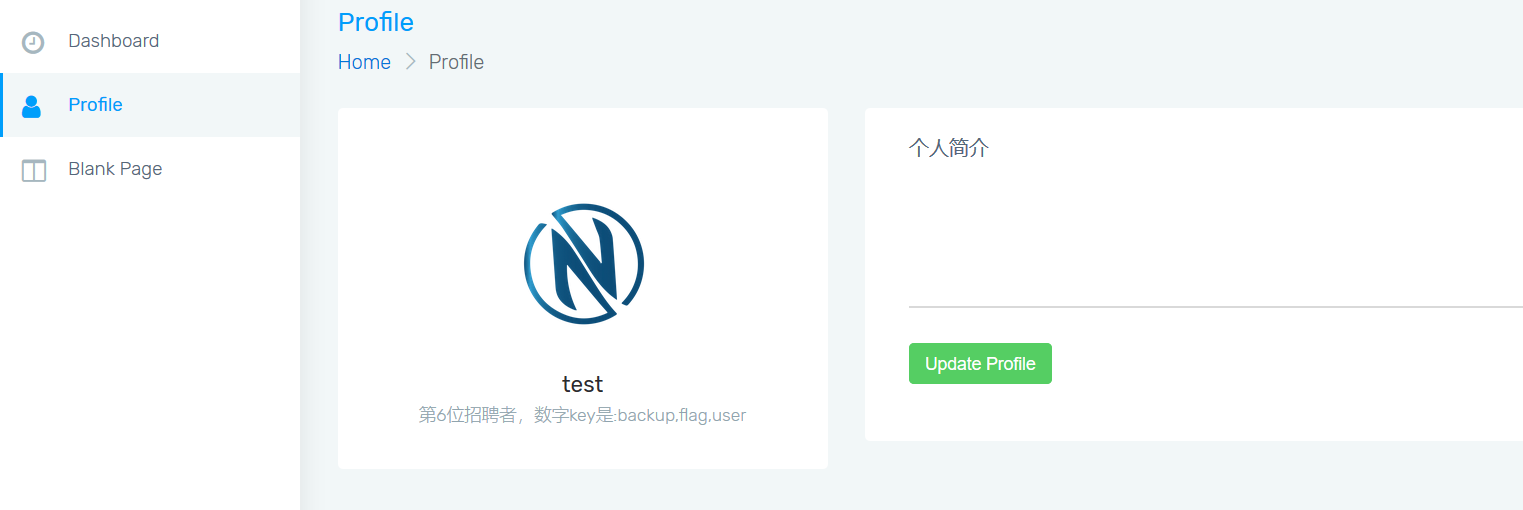 Dashboard
Profile
Blank Page
Profile
Home > Profile
test
第6位招聘者，数字key是:backup,flag,user
个人简介
Update Profile